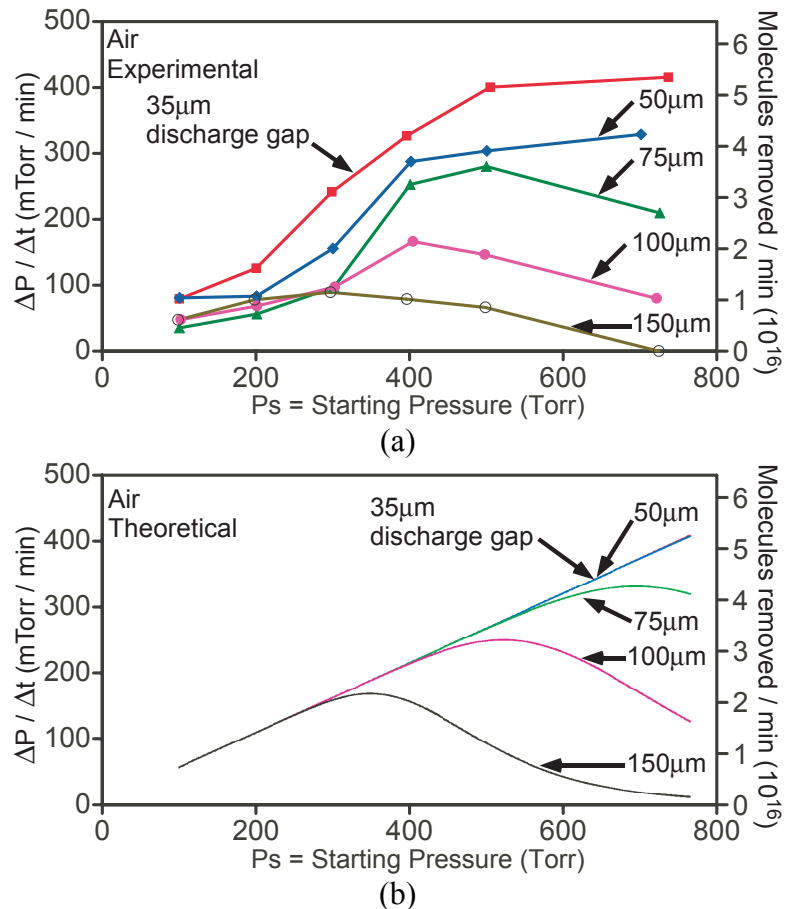 500
400
300
200
100
0
ΔP / Δt (mTorr / min)
Air
Experimental
35μm
discharge gap
50μm
75μm
100μm
150μm
6
5
4
3
2
1
0
Molecules removed / min (10¹⁶)
0 200 400 600 800
Ps = Starting Pressure (Torr)
(a)
500
400
300
200
100
0
ΔP / Δt (mTorr / min)
Air
Theoretical
35μm
discharge gap
50μm
75μm
100μm
150μm
6
5
4
3
2
1
0
Molecules removed / min (10¹⁶)
0 200 400 600 800
Ps = Starting Pressure (Torr)
(b)